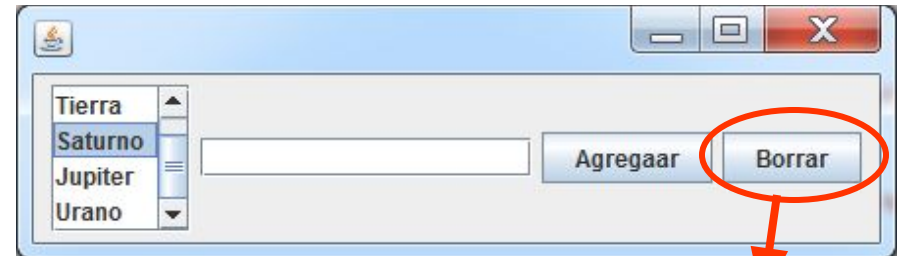 Tierra
Saturno
Jupiter
Urano
Agregaar
Borrar